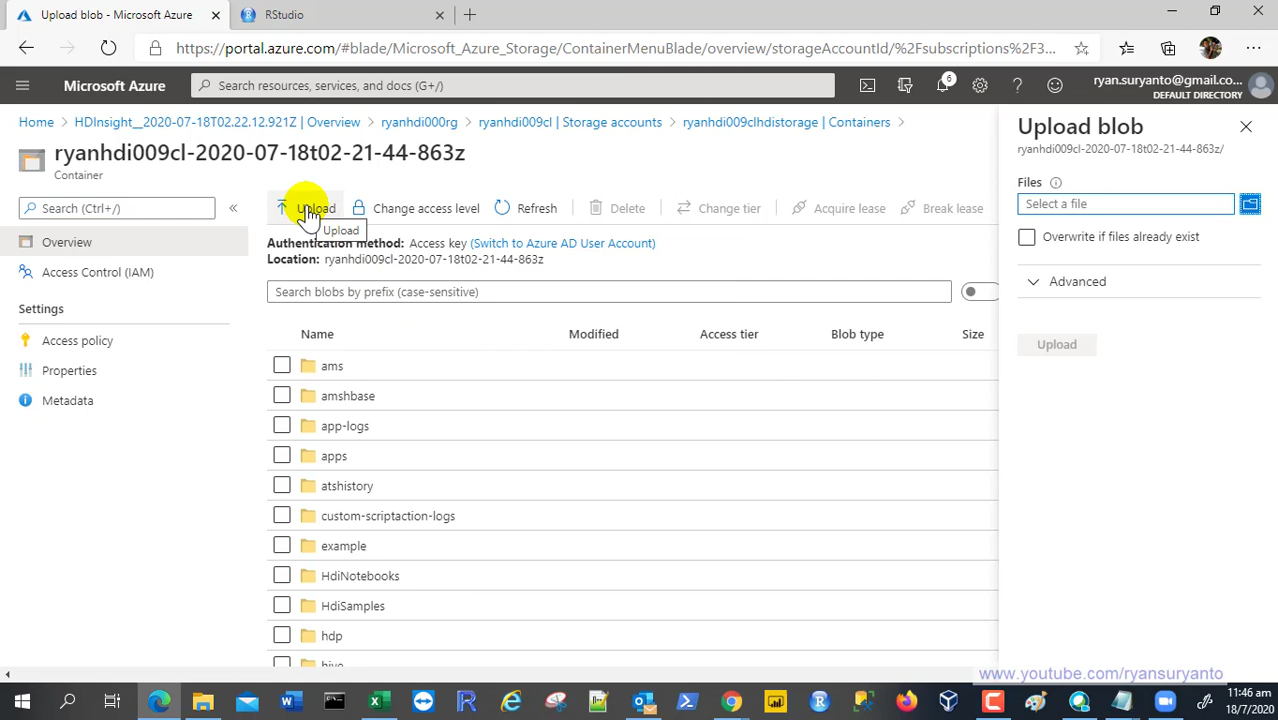 Upload blob - Microsoft Azure
RStudio
https://portal.azure.com/#blade/Microsoft_Azure_Storage/ContainerMenuBlade/overview/storageAccountId/%2Fsubscriptions%2F3...
Microsoft Azure
Search resources, services, and docs (G+/)
6
ryan.suryanto@gmail.co...
DEFAULT DIRECTORY
Home
HDInsight__2020-07-18T02.22.12.921Z | Overview
ryanhdi000rg
ryanhdi009cl | Storage accounts
ryanhdi009clhdistorage | Containers
ryanhdi009cl-2020-07-18t02-21-44-863z
Container
Search (Ctrl+/)
Overview
Access Control (IAM)
Settings
Access policy
Properties
Metadata
Upload
Change access level
Refresh
Delete
Change tier
Acquire lease
Break lease
Upload
Authentication method: Access key (Switch to Azure AD User Account)
Location: ryanhdi009cl-2020-07-18t02-21-44-863z
Search blobs by prefix (case-sensitive)
Name Modified Access tier Blob type Size
ams
amshbase
app-logs
apps
atshistory
custom-scriptaction-logs
example
HdiNotebooks
HdiSamples
hdp
hive
Upload blob
ryanhdi009cl-2020-07-18t02-21-44-863z/
Files
Select a file
Overwrite if files already exist
Advanced
Upload
www.youtube.com/ryansuryanto
11:46 am
18/7/2020